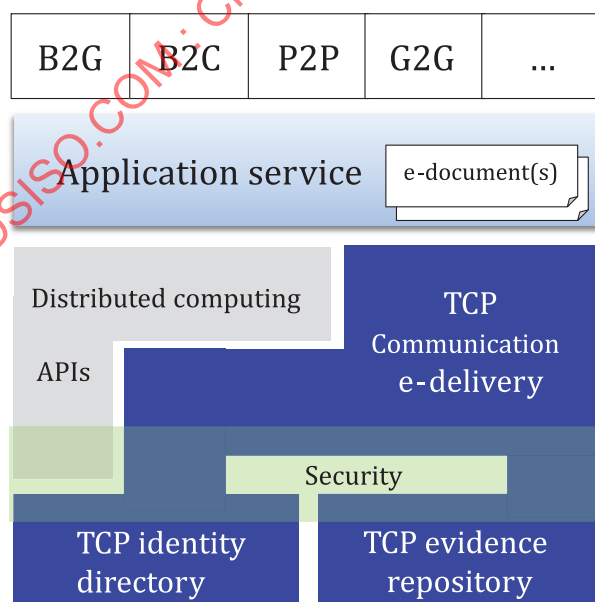 B2G B2C P2P G2G ...
Application service
e-document(s)
Distributed computing
APIs
TCP
Communication
e-delivery
Security
TCP identity
directory
TCP evidence
repository